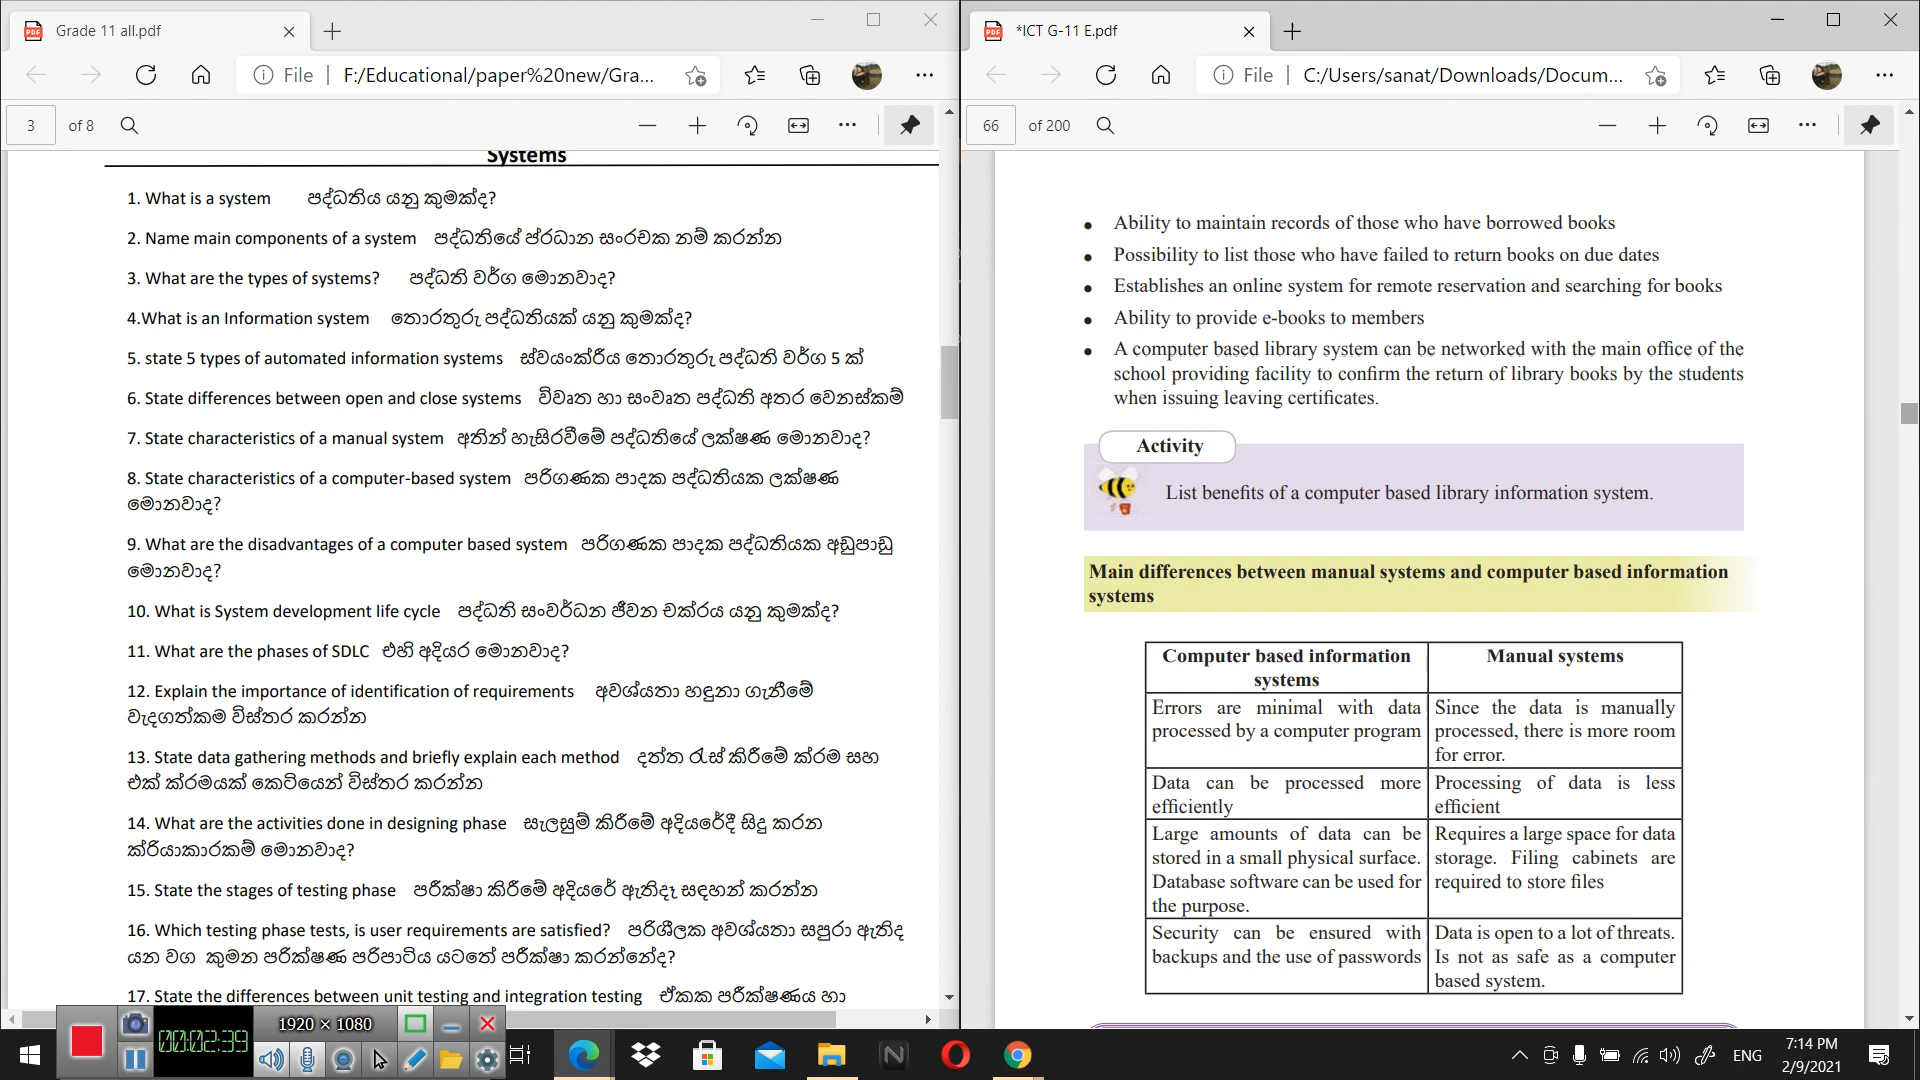 Grade 11 all.pdf
File
F:/Educational/paper%20new/Gra...
3 of 8
Systems
1. What is a system පද්ධතිය යනු කුමක්ද?
2. Name main components of a system පද්ධතියේ ප්රධාන සංරචක නම් කරන්න
3. What are the types of systems? පද්ධති වර්ග මොනවාද?
4.What is an Information system තොරතුරු පද්ධතියක් යනු කුමක්ද?
5. state 5 types of automated information systems ස්වයංක්රීය තොරතුරු පද්ධති වර්ග 5 ක්
6. State differences between open and close systems විවෘත හා සංවෘත පද්ධති අතර වෙනස්කම්
7. State characteristics of a manual system අතින් හැසිරවීමේ පද්ධතියේ ලක්ෂණ මොනවාද?
8. State characteristics of a computer-based system පරිගණක පාදක පද්ධතියක ලක්ෂණ
මොනවාද?
9. What are the disadvantages of a computer based system පරිගණක පාදක පද්ධතියක අඩුපාඩු
මොනවාද?
10. What is System development life cycle පද්ධති සංවර්ධන ජීවන චක්රය යනු කුමක්ද?
11. What are the phases of SDLC එහි අදියර මොනවාද?
12. Explain the importance of identification of requirements අවශ්යතා හඳුනා ගැනීමේ
වැදගත්කම විස්තර කරන්න
13. State data gathering methods and briefly explain each method දත්ත රැස් කිරීමේ ක්රම සහ
එක් ක්රමයක් කෙටියෙන් විස්තර කරන්න
14. What are the activities done in designing phase සැලසුම් කිරීමේ අදියරේදී සිදු කරන
ක්රියාකාරකම් මොනවාද?
15. State the stages of testing phase පරීක්ෂා කිරීමේ අදියරේ ඇතිදෑ සඳහන් කරන්න
16. Which testing phase tests, is user requirements are satisfied? පරිශීලක අවශ්යතා සපුරා ඇතිද
යන වග කුමන පරික්ෂණ පරිපාටිය යටතේ පරීක්ෂා කරන්නේද?
17. State the differences between unit testing and integration testing ඒකක පරීක්ෂණය හා
*ICT G-11 E.pdf
File
C:/Users/sanat/Downloads/Docum...
66 of 200
Ability to maintain records of those who have borrowed books
Possibility to list those who have failed to return books on due dates
Establishes an online system for remote reservation and searching for books
Ability to provide e-books to members
A computer based library system can be networked with the main office of the
school providing facility to confirm the return of library books by the students
when issuing leaving certificates.
Activity
List benefits of a computer based library information system.
Main differences between manual systems and computer based information
systems
Computer based information
systems
Manual systems
Errors are minimal with data
processed by a computer program
Since the data is manually
processed, there is more room
for error.
Data can be processed more
efficiently
Processing of data is less
efficient
Large amounts of data can be
stored in a small physical surface.
Database software can be used for
the purpose.
Requires a large space for data
storage. Filing cabinets are
required to store files
Security can be ensured with
backups and the use of passwords
Data is open to a lot of threats.
Is not as safe as a computer
based system.
00:02:39
1920 × 1080
ENG
7:14 PM
2/9/2021